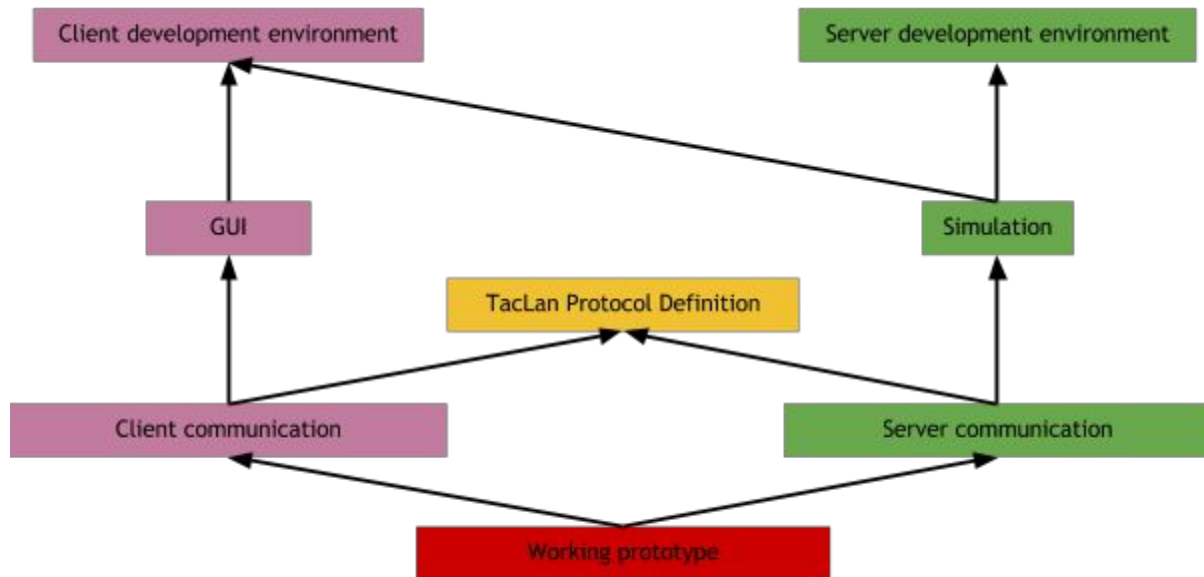 Client development environment
Server development environment
GUI
Simulation
TacLan Protocol Definition
Client communication
Server communication
Working prototype